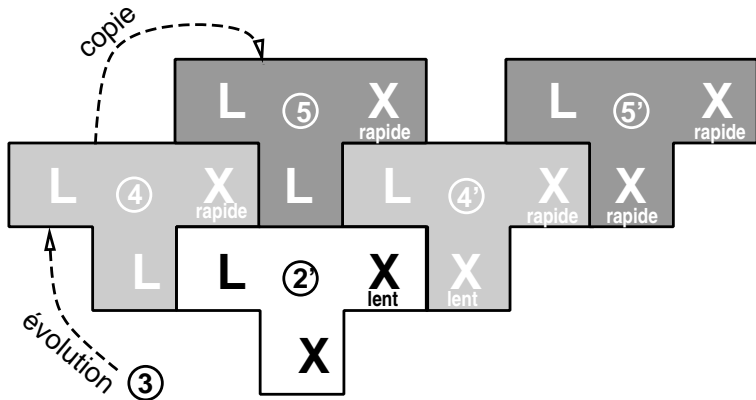 copie
L ⑤ X L ⑤' X
rapide rapide
L ④ X L L ④' X X
rapide rapide rapide
L L ②' X X
lent lent
X
évolution ③